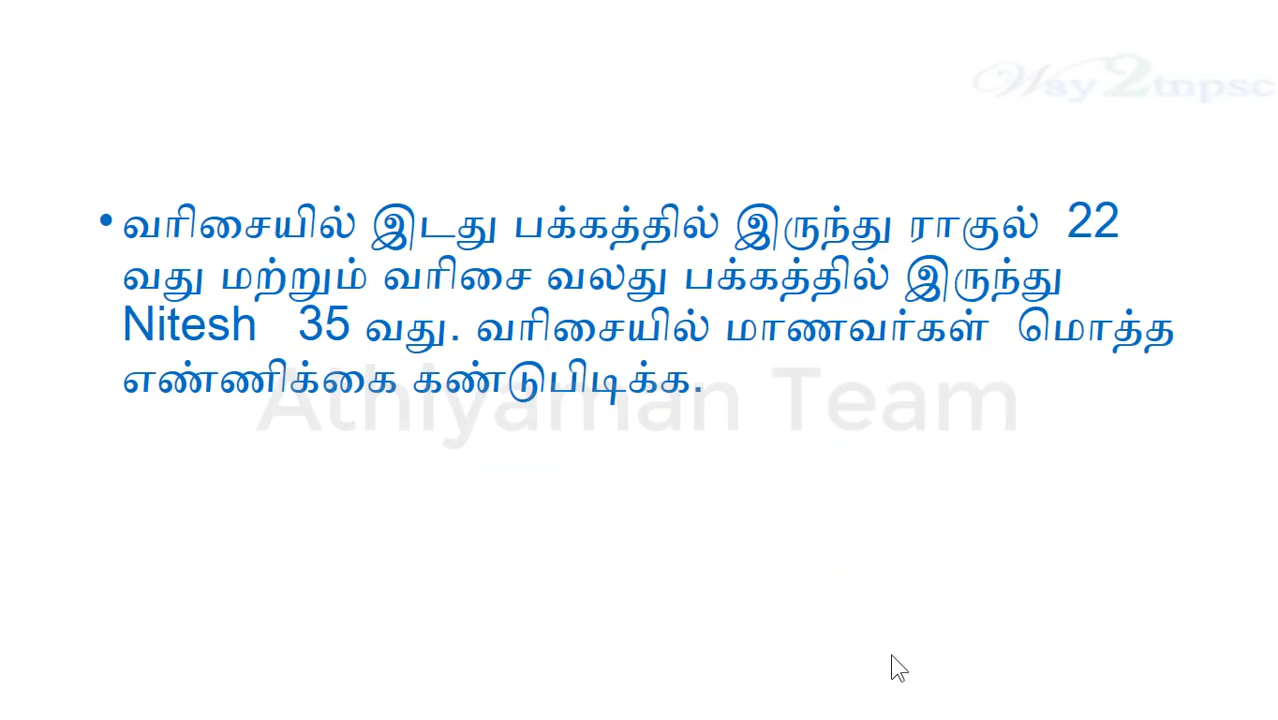 Way2tnpsc
•வரிசையில் இடது பக்கத்தில் இருந்து ராகுல் 22
வது மற்றும் வரிசை வலது பக்கத்தில் இருந்து
Nitesh 35 வது. வரிசையில் மாணவர்கள் மொத்த
எண்ணிக்கை கண்டுபிடிக்க.
Athiyaman Team